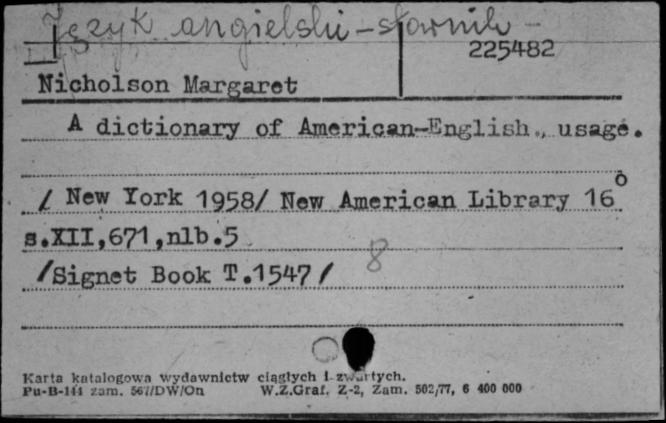 Język angielski - słownik -
225482
Nicholson Margaret
A dictionary of American-English., usage.
/ New York 1958/ New American Library 16°
s.XII,671,nlb.5
/Signet Book T.1547/
8
Karta katalogowa wydawnictw ciągłych i zwartych.
Pu-B-144 zam. 567/DW/On W.Z.Graf. Z-2, Zam. 502/77, 6 400 000